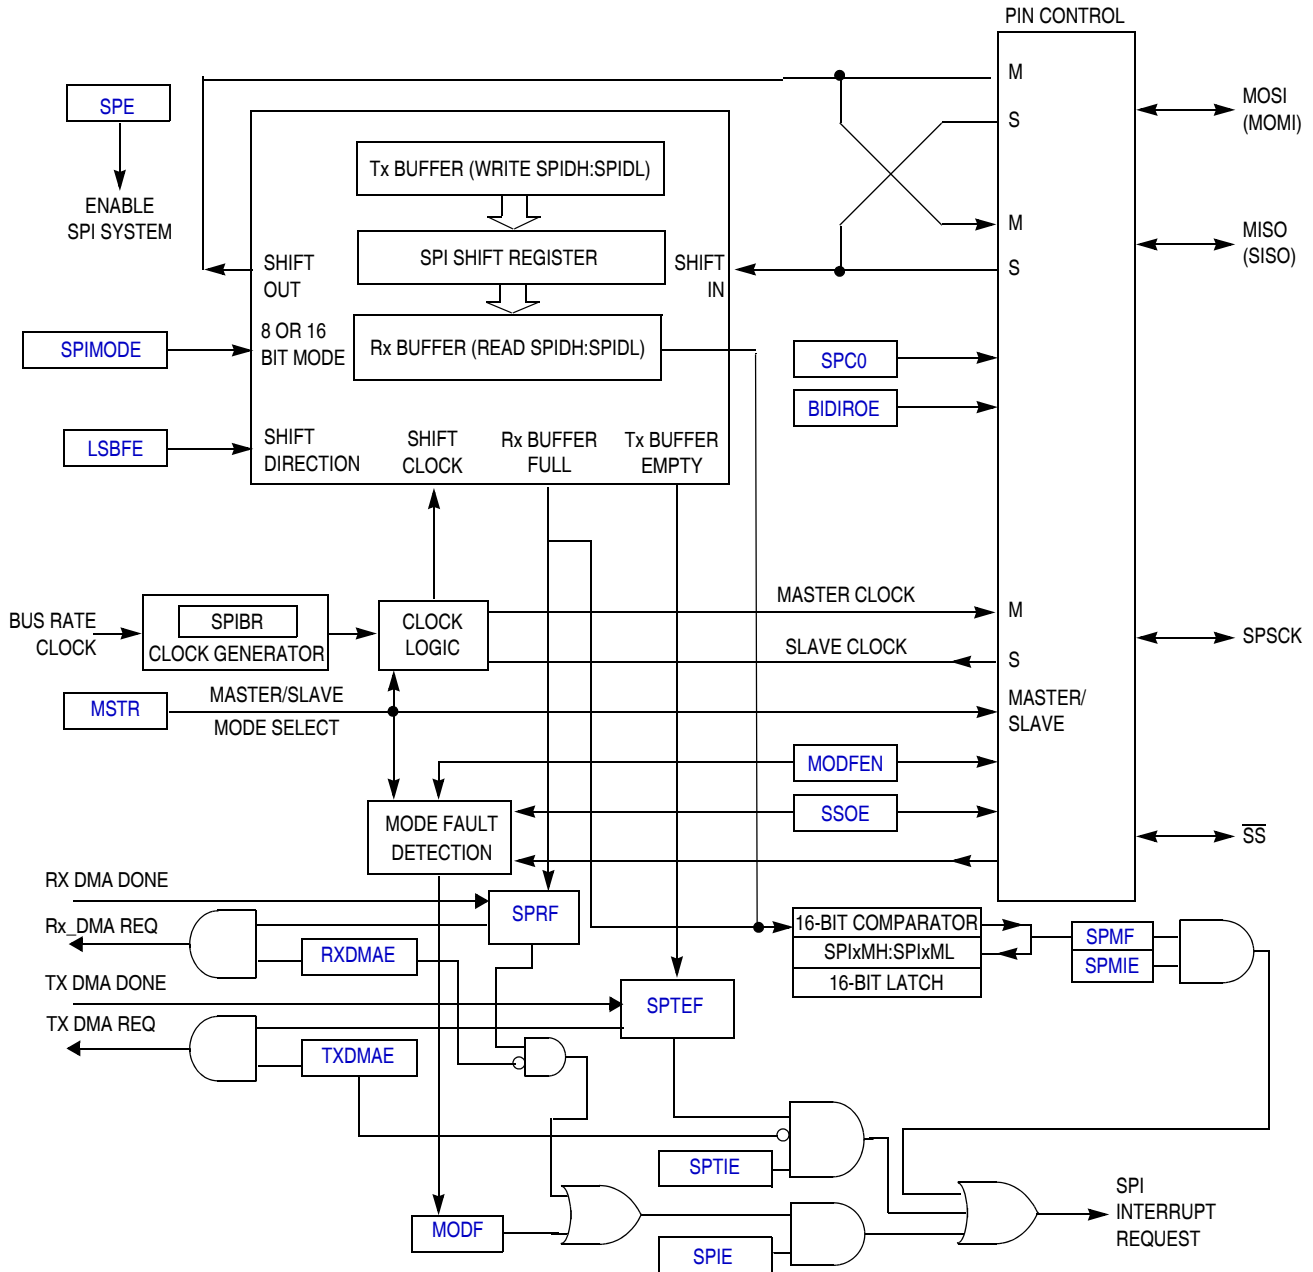 PIN CONTROL
M
MOSI
(MOMI)
S
SPE
ENABLE
SPI SYSTEM
Tx BUFFER (WRITE SPIDH:SPIDL)
M
MISO
(SISO)
SPI SHIFT REGISTER
SHIFT
OUT
SHIFT
IN
S
SPIMODE
8 OR 16
BIT MODE
Rx BUFFER (READ SPIDH:SPIDL)
SPC0
BIDIROE
LSBFE
SHIFT
DIRECTION
SHIFT
CLOCK
Rx BUFFER
FULL
Tx BUFFER
EMPTY
BUS RATE
CLOCK
SPIBR
CLOCK GENERATOR
CLOCK
LOGIC
MASTER CLOCK
M
SLAVE CLOCK
S
SPSCK
MSTR
MASTER/SLAVE
MODE SELECT
MASTER/
SLAVE
MODFEN
SSOE
MODE FAULT
DETECTION
SS
RX DMA DONE
SPRF
Rx_DMA REQ
RXDMAE
16-BIT COMPARATOR
SPIxMH:SPIxML
16-BIT LATCH
SPMF
SPMIE
TX DMA DONE
SPTEF
TX DMA REQ
TXDMAE
SPTIE
MODF
SPIE
SPI
INTERRUPT
REQUEST